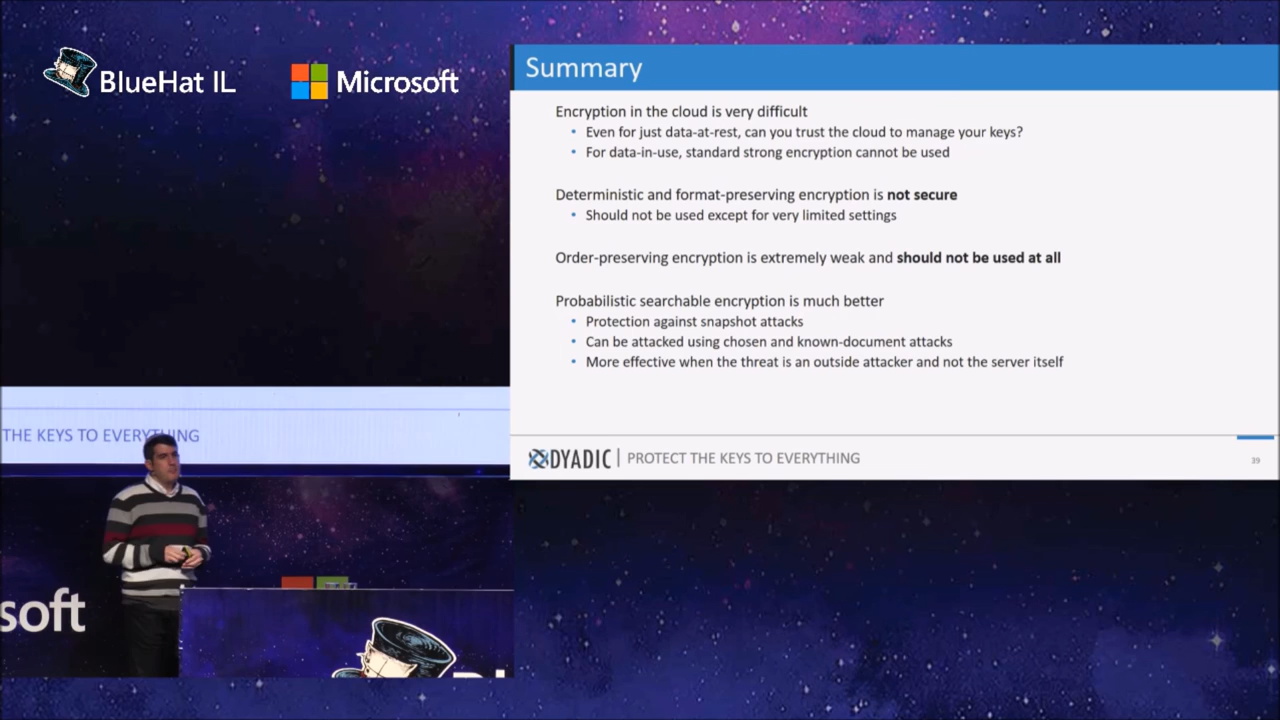 BlueHat IL
Microsoft
Summary
Encryption in the cloud is very difficult
• Even for just data-at-rest, can you trust the cloud to manage your keys?
• For data-in-use, standard strong encryption cannot be used
Deterministic and format-preserving encryption is not secure
• Should not be used except for very limited settings
Order-preserving encryption is extremely weak and should not be used at all
Probabilistic searchable encryption is much better
• Protection against snapshot attacks
• Can be attacked using chosen and known-document attacks
• More effective when the threat is an outside attacker and not the server itself
DYADIC | PROTECT THE KEYS TO EVERYTHING
39
THE KEYS TO EVERYTHING
soft